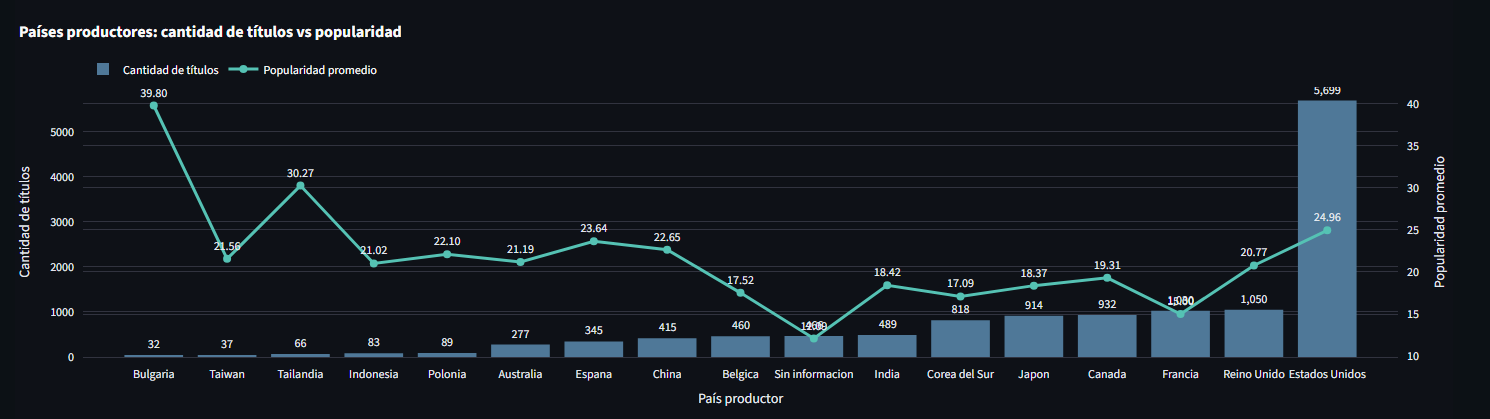 Países productores: cantidad de títulos vs popularidad
Cantidad de títulos
Popularidad promedio
39.80
21.56
30.27
21.02
22.10
21.19
23.64
22.65
17.52
12.09
18.42
17.09
18.37
19.31
20.77
24.96
32
37
66
83
89
277
345
415
460
489
818
914
932
1,050
5,699
5000
4000
3000
2000
1000
0
40
35
30
25
20
15
10
Cantidad de títulos
Popularidad promedio
Bulgaria
Taiwan
Tailandia
Indonesia
Polonia
Australia
Espana
China
Belgica
Sin informacion
India
Corea del Sur
Japon
Canada
Francia
Reino Unido
Estados Unidos
País productor